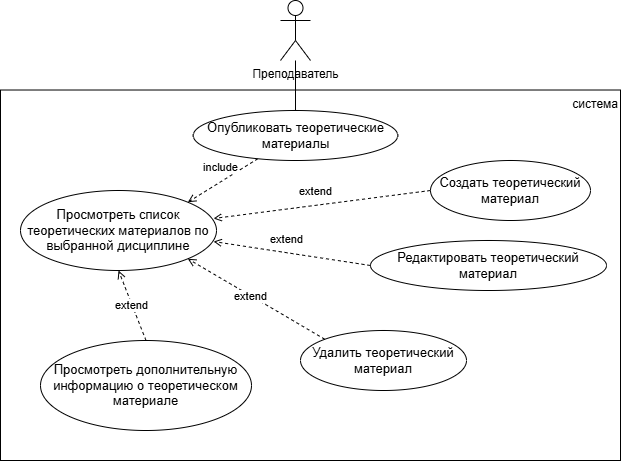 Преподаватель
система
Опубликовать теоретические
материалы
include
Создать теоретический
материал
extend
Просмотреть список
теоретических материалов по
выбранной дисциплине
extend
Редактировать теоретический
материал
extend
extend
Удалить теоретический
материал
Просмотреть дополнительную
информацию о теоретическом
материале